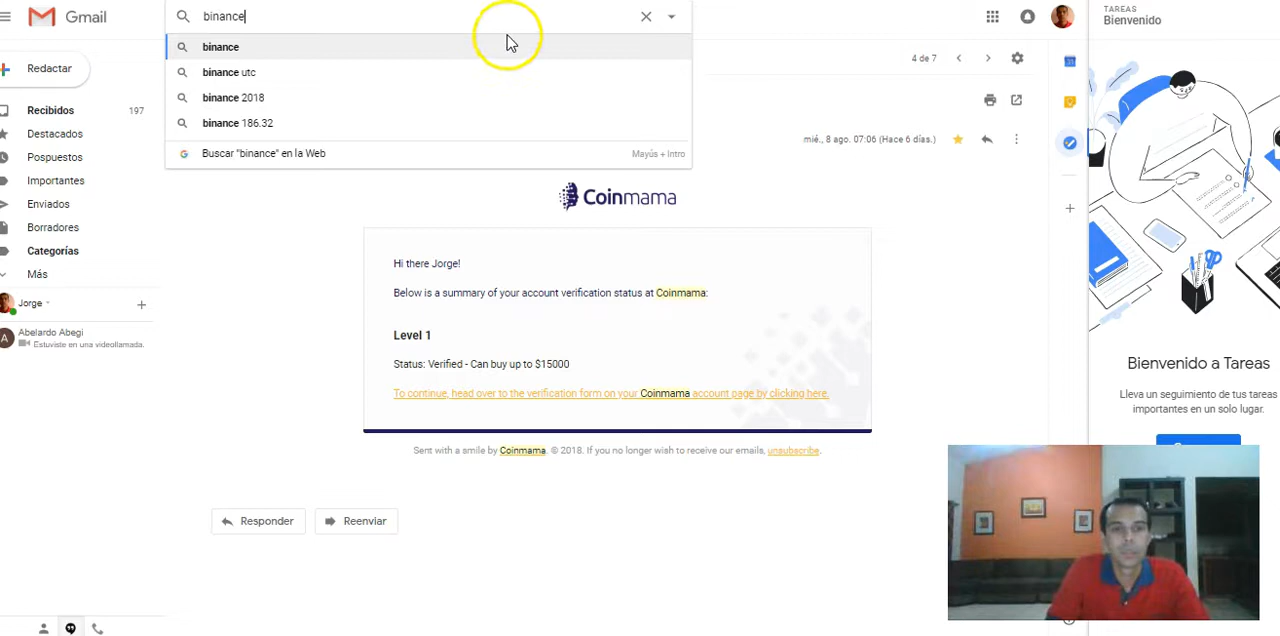 Gmail
binance
TAREAS
Bienvenido
binance
binance utc
binance 2018
binance 186.32
Buscar "binance" en la Web
Mayús + Intro
4 de 7
Redactar
Recibidos 197
Destacados
Pospuestos
Importantes
Enviados
Borradores
Categorías
Más
Jorge
Abelardo Abegi
Estuviste en una videollamada.
A
mié., 8 ago. 07:06 (Hace 6 días.)
Coinmama
Hi there Jorge!
Below is a summary of your account verification status at Coinmama:
Level 1
Status: Verified - Can buy up to $15000
To continue, head over to the verification form on your Coinmama account page by clicking here.
Sent with a smile by Coinmama. © 2018. If you no longer wish to receive our emails, unsubscribe.
Responder
Reenviar
Bienvenido a Tareas
Lleva un seguimiento de tus tareas
importantes en un solo lugar.